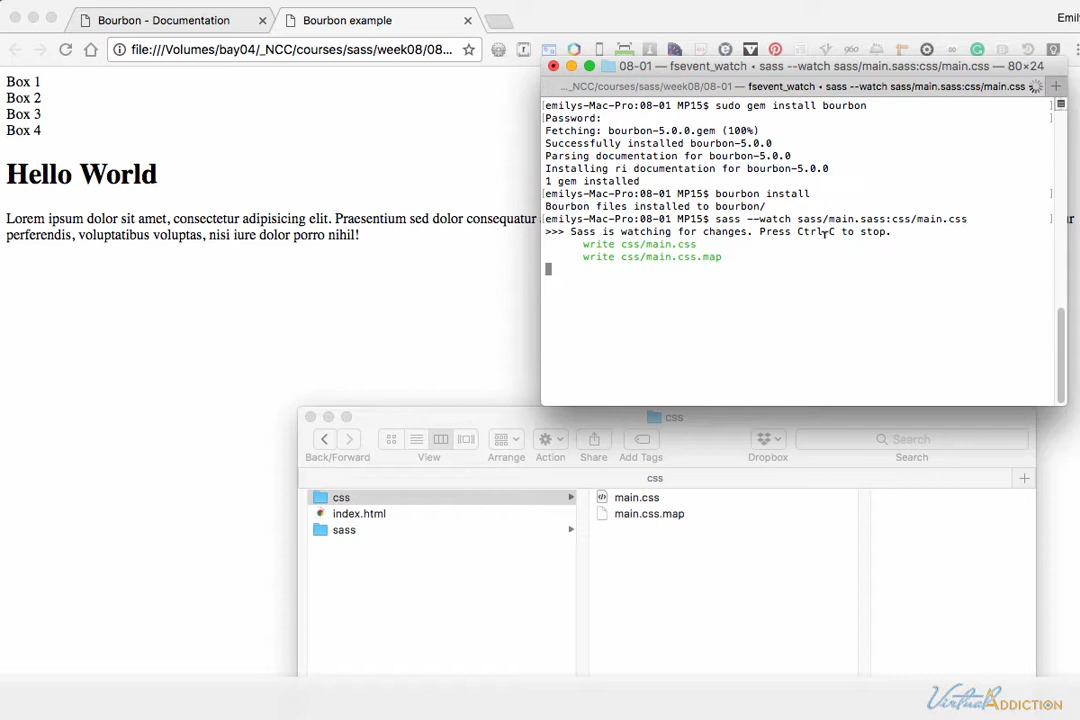 Bourbon - Documentation
Bourbon example
Emily
file:///Volumes/bay04/_NCC/courses/sass/week08/08...
Box 1
Box 2
Box 3
Box 4
Hello World
Lorem ipsum dolor sit amet, consectetur adipisicing elit. Praesentium sed dolor consequatur
perferendis, voluptatibus voluptas, nisi iure dolor porro nihil!
08-01 — fsevent_watch • sass --watch sass/main.sass:css/main.css — 80×24
..._NCC/courses/sass/week08/08-01 — fsevent_watch • sass --watch sass/main.sass:css/main.css
[emilys-Mac-Pro:08-01 MP15$ sudo gem install bourbon ]
[Password: ]
Fetching: bourbon-5.0.0.gem (100%)
Successfully installed bourbon-5.0.0
Parsing documentation for bourbon-5.0.0
Installing ri documentation for bourbon-5.0.0
1 gem installed
[emilys-Mac-Pro:08-01 MP15$ bourbon install ]
Bourbon files installed to bourbon/
[emilys-Mac-Pro:08-01 MP15$ sass --watch sass/main.sass:css/main.css ]
>>> Sass is watching for changes. Press Ctrl-C to stop.
write css/main.css
write css/main.css.map
css
Back/Forward View Arrange Action Share Add Tags Dropbox Search
Search
css
css
index.html
sass
main.css
main.css.map
Virtual Addiction